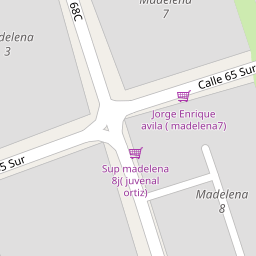 68C
Madelena
7
delena
3
Calle 65 Sur
Jorge Enrique
avila ( madelena7)
5 Sur
Sup madelena
8j( juvenal
ortiz)
Madelena
8